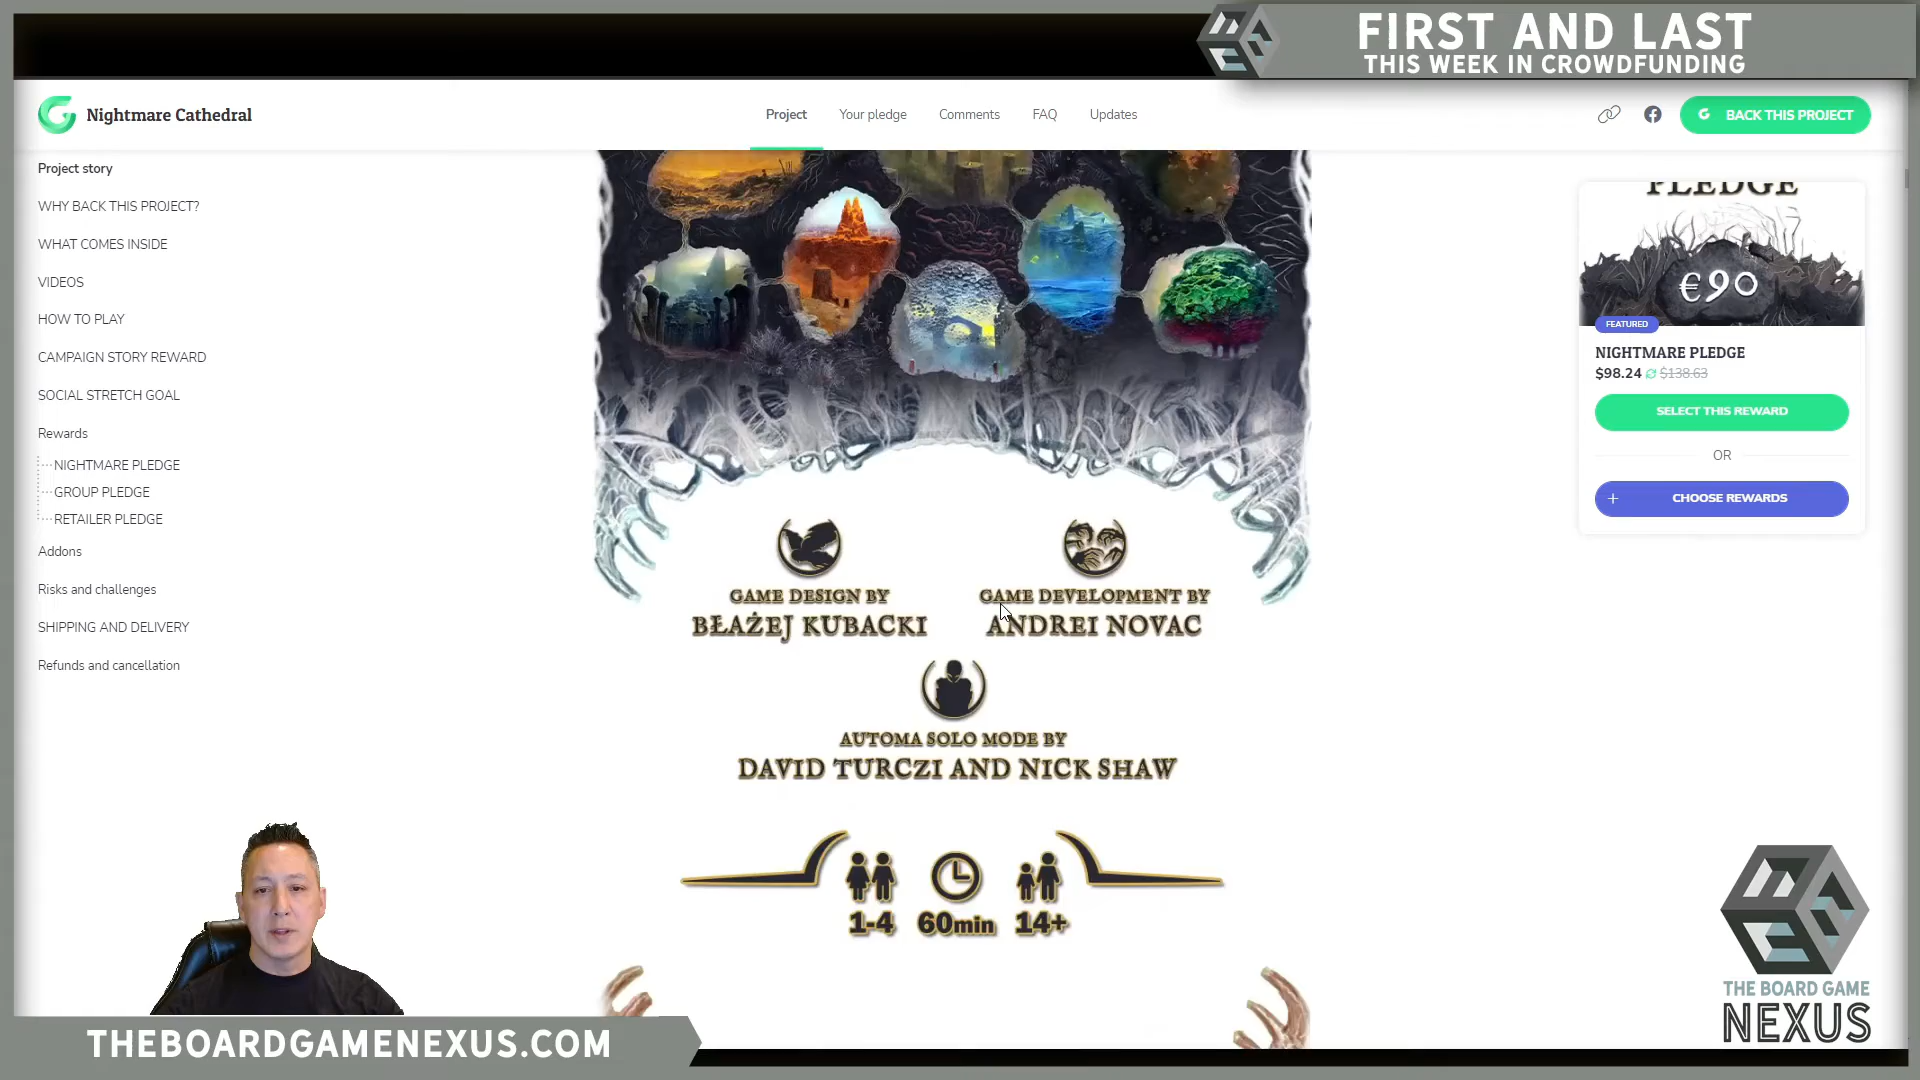 FIRST AND LAST
THIS WEEK IN CROWDFUNDING
Nightmare Cathedral
Project
Your pledge
Comments
FAQ
Updates
BACK THIS PROJECT
Project story
WHY BACK THIS PROJECT?
WHAT COMES INSIDE
VIDEOS
HOW TO PLAY
CAMPAIGN STORY REWARD
SOCIAL STRETCH GOAL
Rewards
NIGHTMARE PLEDGE
GROUP PLEDGE
RETAILER PLEDGE
Addons
Risks and challenges
SHIPPING AND DELIVERY
Refunds and cancellation
GAME DESIGN BY
BŁAŻEJ KUBACKI
GAME DEVELOPMENT BY
ANDREI NOVAC
AUTOMA SOLO MODE BY
DAVID TURCZI AND NICK SHAW
1-4
60min
14+
PLEDGE
€90
FEATURED
NIGHTMARE PLEDGE
$98.24 $138.63
SELECT THIS REWARD
OR
+ CHOOSE REWARDS
THE BOARD GAME
NEXUS
THEBOARDGAMENEXUS.COM